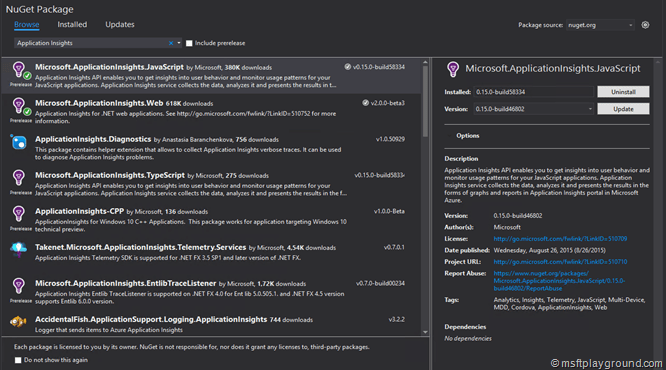 NuGet Package
Browse Installed Updates
Package source: nuget.org
Application Insights
Include prerelease
Microsoft.ApplicationInsights.JavaScript by Microsoft, 380K downloads v0.15.0-build58334
Application Insights API enables you to get insights into user behavior and monitor usage patterns for your
JavaScript applications. Application Insights service collects the data, analyzes it and presents the results in t...
Prerelease
Microsoft.ApplicationInsights.Web 618K downloads v2.0.0-beta3
Application Insights for .NET web applications. See http://go.microsoft.com/fwlink/?LinkID=510752 for more
information.
Prerelease
ApplicationInsights.Diagnostics by Anastasia Baranchenkova, 756 downloads v1.0.50929
This package contains helper extension that allows to collect Application Insights verbose traces. It can be used
to diagnose Application Insights problems.
Microsoft.ApplicationInsights.TypeScript by Microsoft, 275 downloads v0.15.0-build5833
Application Insights API enables you to get insights into user behavior and monitor usage patterns for your
JavaScript applications. Application Insights service collects the data, analyzes it and presents the results in the f...
Prerelease
ApplicationInsights-CPP by Microsoft, 136 downloads v1.0.0-Beta
ApplicationInsights for Windows 10 C++ Applications. This package works for application targeting Windows 10
technical preview.
Prerelease
Takenet.Microsoft.ApplicationInsights.Telemetry.Services by Microsoft, 4,54K downloads v0.7.0.1
Application Insights Telemetry SDK is supported for .NET FX 3.5 SP1 and later version of .NET FX.
Microsoft.ApplicationInsights.EntlibTraceListener by Microsoft, 1,72K downloads v0.7.0-build00234
Application Insights Entlib TraceListener is supported on .NET FX 4.0 for Ent lib 5.0.505.1. and .NET FX 4.5 version
supports Entlib 6.0.0 version.
Prerelease
AccidentalFish.ApplicationSupport.Logging.ApplicationInsights 744 downloads v3.2.2
Logger that sends items to Azure Application Insights
Each package is licensed to you by its owner. NuGet is not responsible for, nor does it grant any licenses to, third-party packages.
Do not show this again
Microsoft.ApplicationInsights.JavaScript
Installed: 0.15.0-build58334 Uninstall
Version: 0.15.0-build46802 Update
Options
Description
Application Insights API enables you to get insights into user behavior and
monitor usage patterns for your JavaScript applications. Application
Insights service collects the data, analyzes it and presents the results in the
forms of graphs and reports in Application Insights portal in Microsoft
Azure.
Version: 0.15.0-build46802
Author(s): Microsoft
License: http://go.microsoft.com/fwlink/?LinkID=510709
Date published: Wednesday, August 26, 2015 (8/26/2015)
Project URL: http://go.microsoft.com/fwlink/?LinkID=510710
Report Abuse: https://www.nuget.org/packages/
Microsoft.ApplicationInsights.JavaScript/0.15.0-
build46802/ReportAbuse
Tags: Analytics, Insights, Telemetry, JavaScript, Multi-Device,
MDD, Cordova, ApplicationInsights, Web
Dependencies
No dependencies
© msftplayground.com